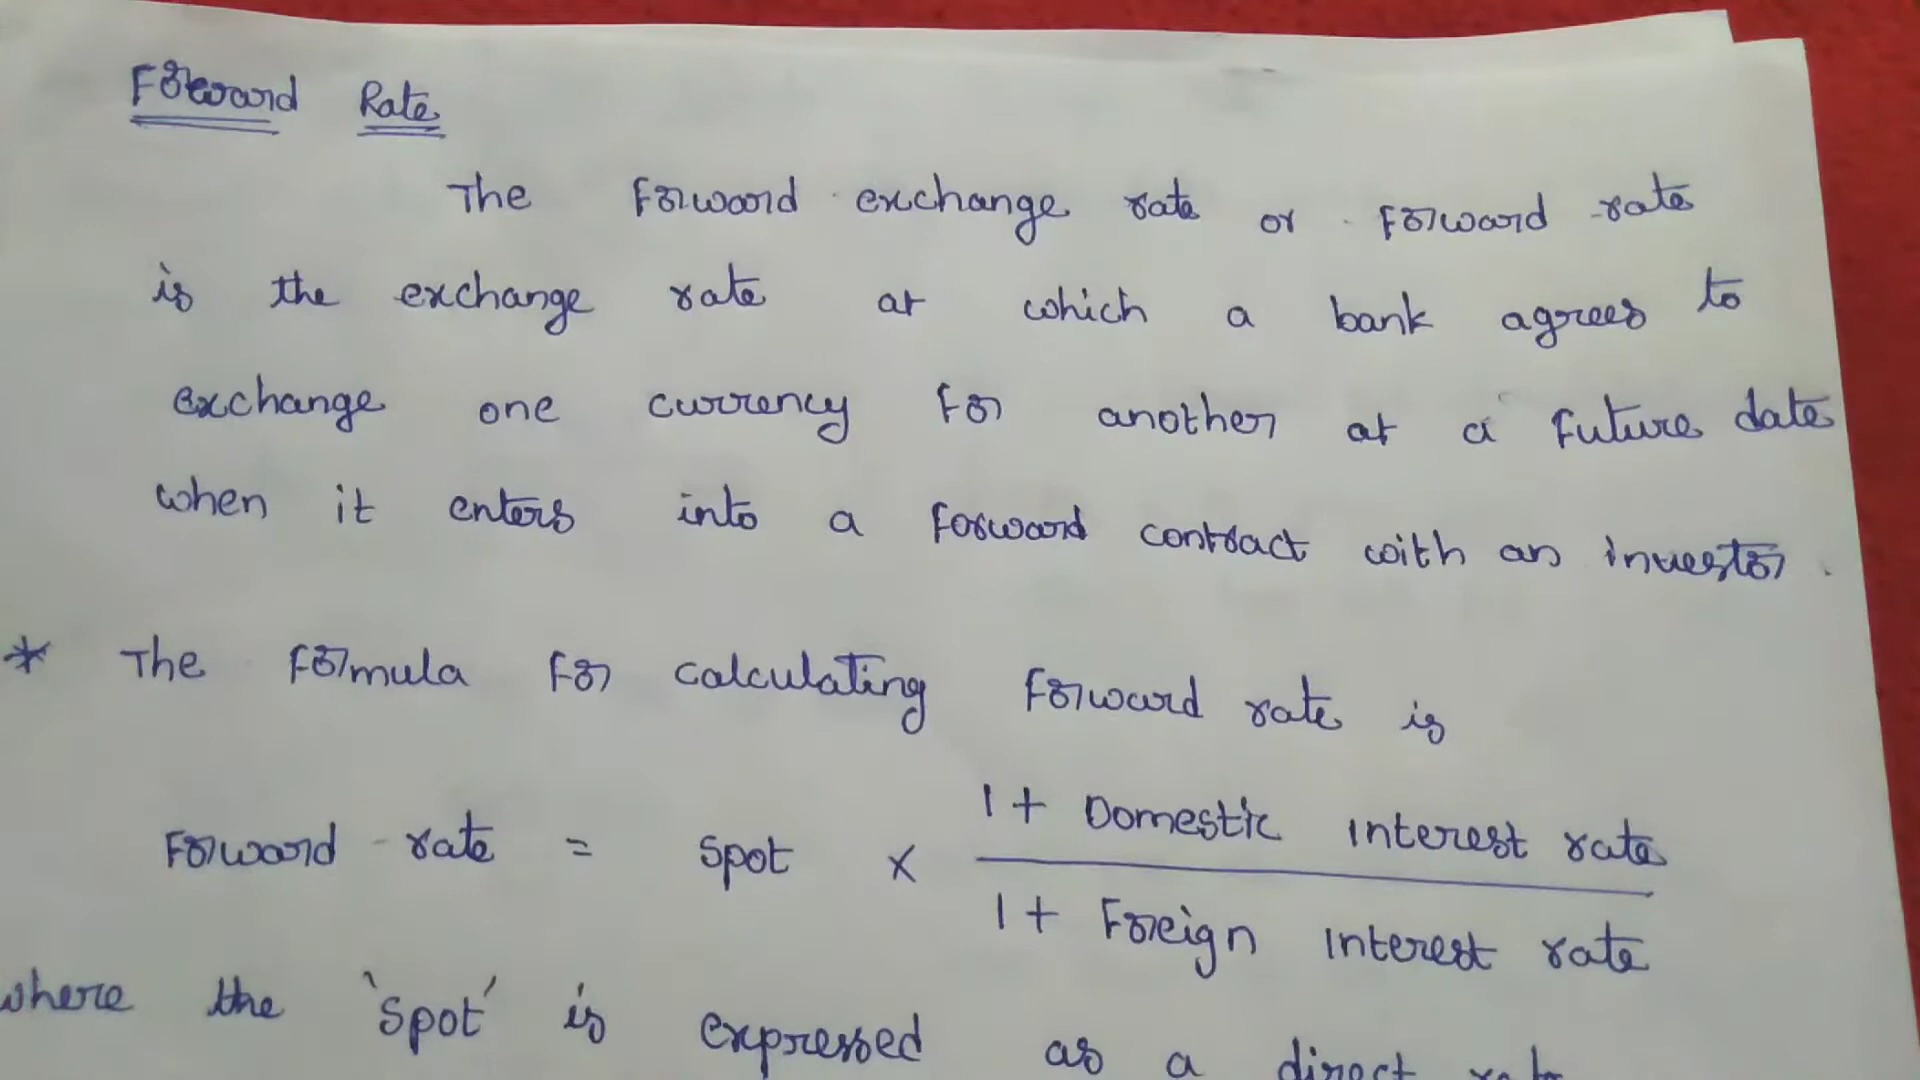 Forward Rate
The forward exchange rate or forward rate
is the exchange rate at which a bank agrees to
exchange one currency for another at a future date
when it enters into a forward contract with an investor.
* The formula for calculating forward rate is
1 + Domestic interest rate
Forward rate = spot ×
1 + Foreign interest rate
where the 'spot' is expressed as a direct rate